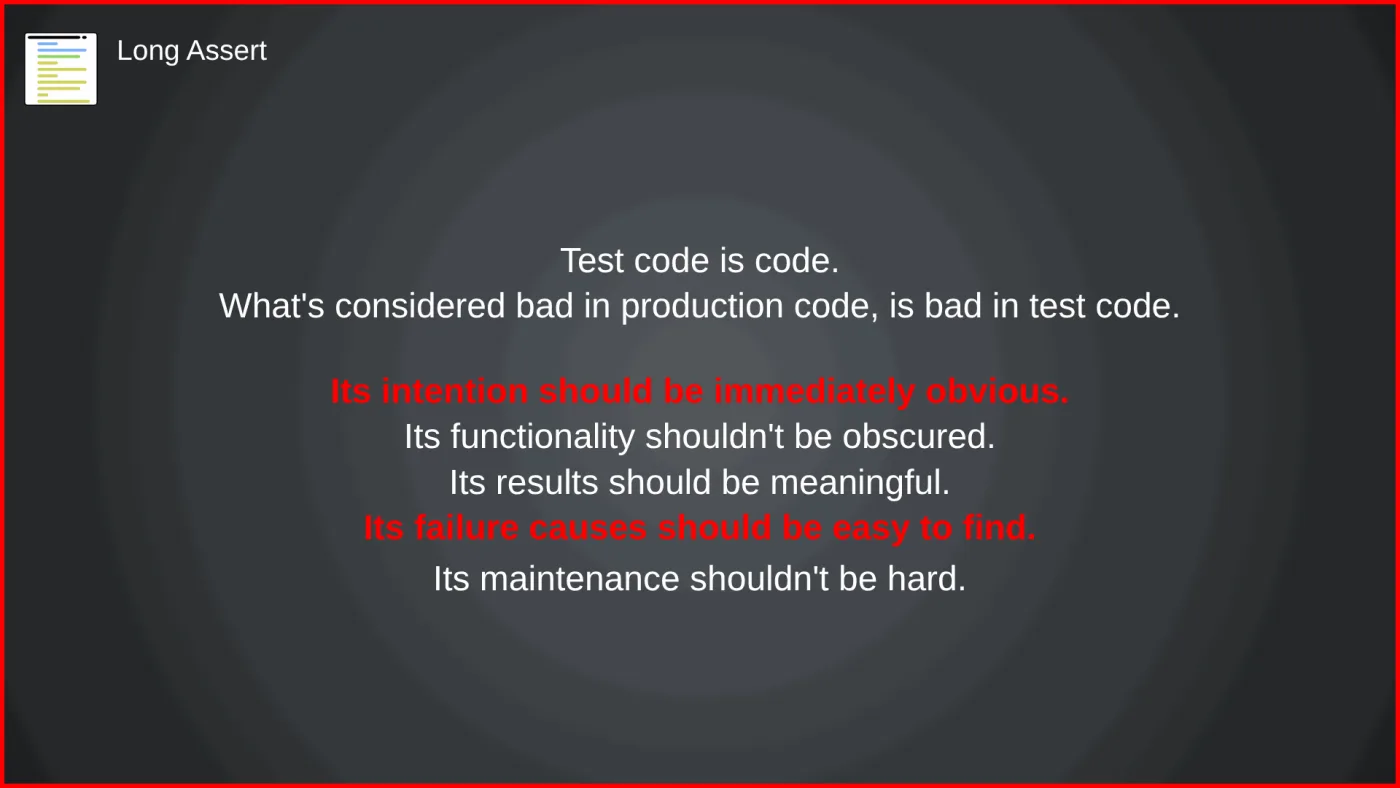 Long Assert
Test code is code.
What's considered bad in production code, is bad in test code.
Its intention should be immediately obvious.
Its functionality shouldn't be obscured.
Its results should be meaningful.
Its failure causes should be easy to find.
Its maintenance shouldn't be hard.